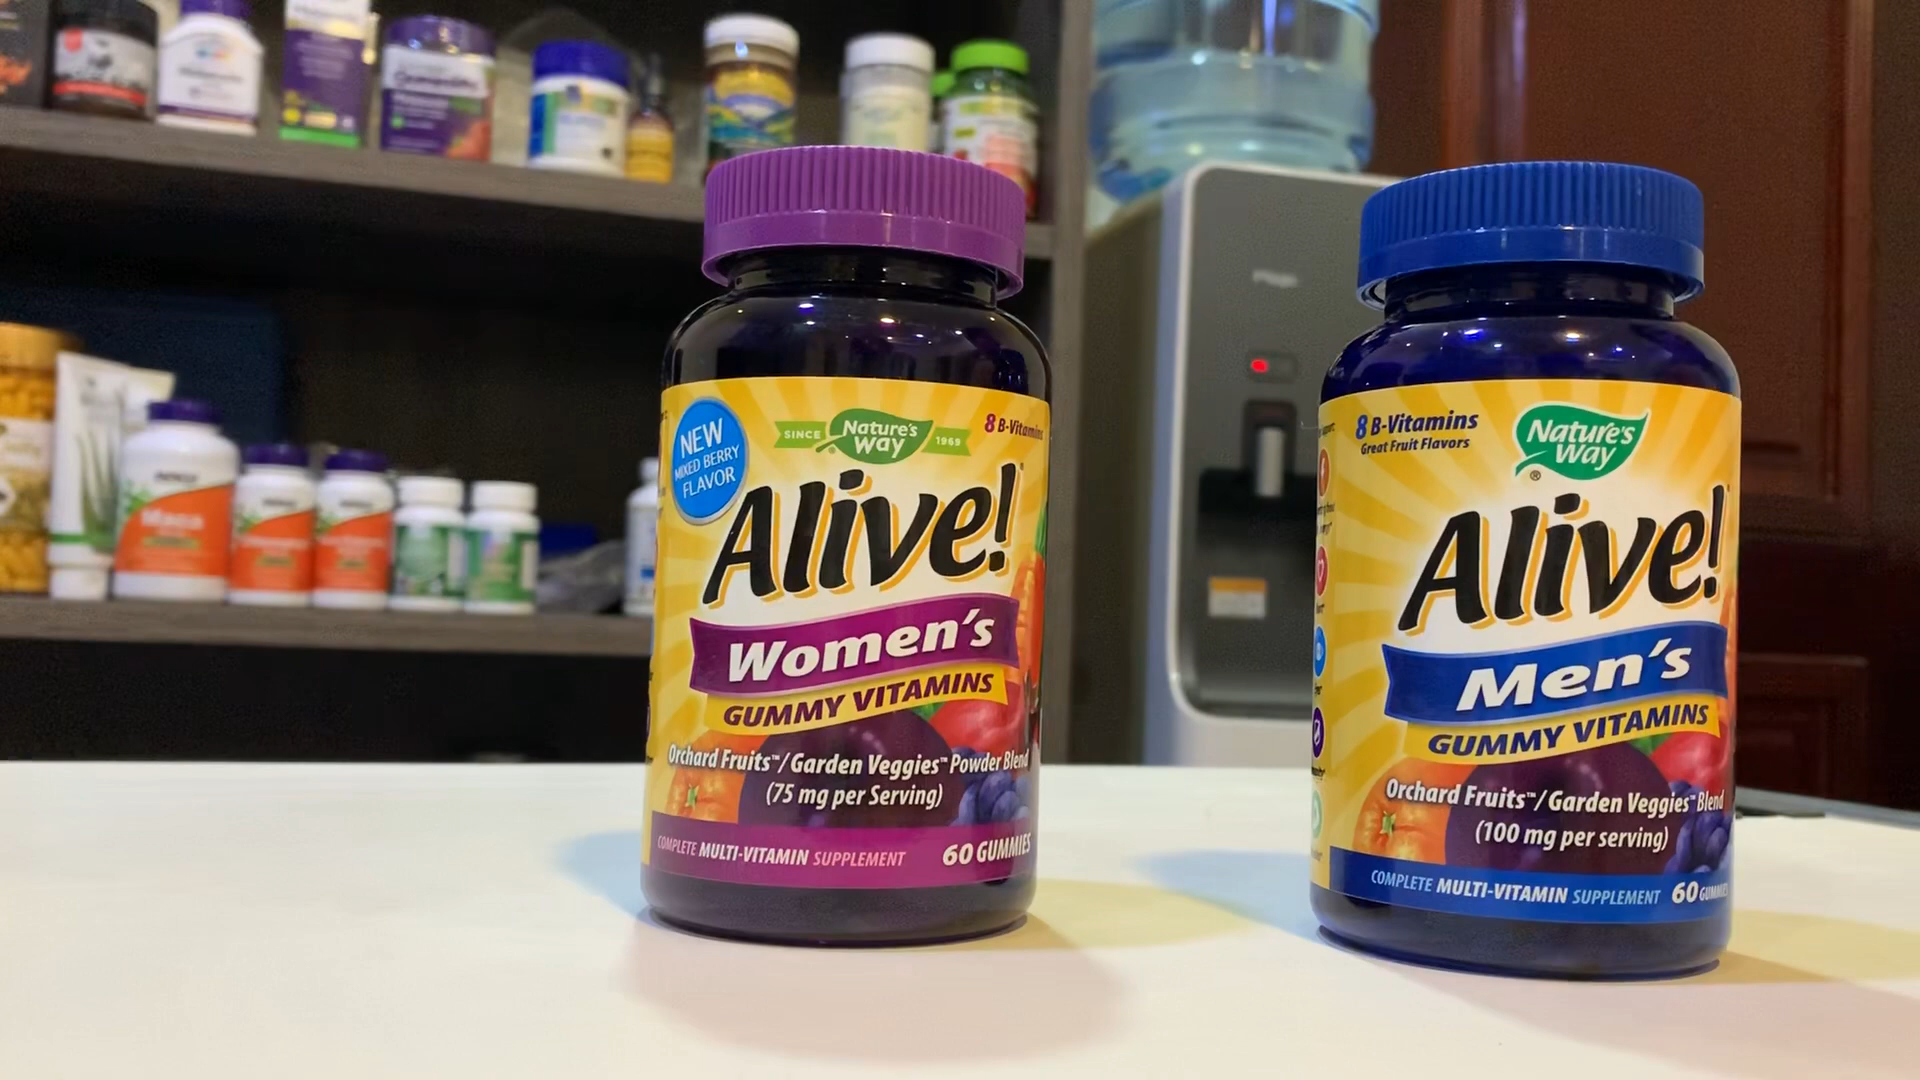 NEW
MIXED BERRY
FLAVOR
SINCE
Nature's
Way
1969
8 B-Vitamins
Alive!
Women's
GUMMY VITAMINS
Orchard Fruits™/Garden Veggies™ Powder Blend
(75 mg per Serving)
COMPLETE MULTI-VITAMIN SUPPLEMENT
60 GUMMIES
8 B-Vitamins
Great Fruit Flavors
Nature's
Way
®
Alive!
Men's
GUMMY VITAMINS
Orchard Fruits™/Garden Veggies™ Blend
(100 mg per serving)
COMPLETE MULTI-VITAMIN SUPPLEMENT
60 GUMMIES
Maca